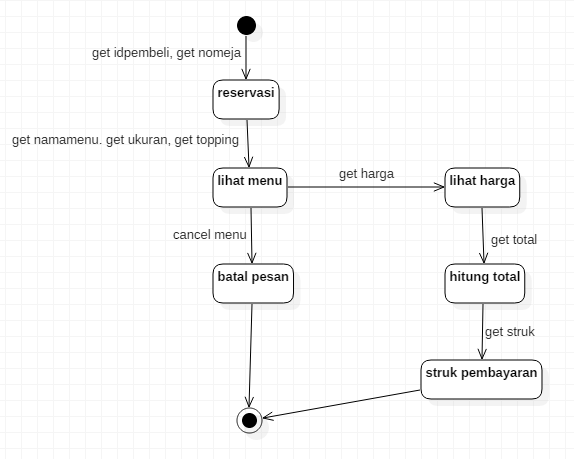 get idpembeli, get nomeja
reservasi
get namamenu. get ukuran, get topping
lihat menu
get harga
lihat harga
cancel menu
get total
batal pesan
hitung total
get struk
struk pembayaran